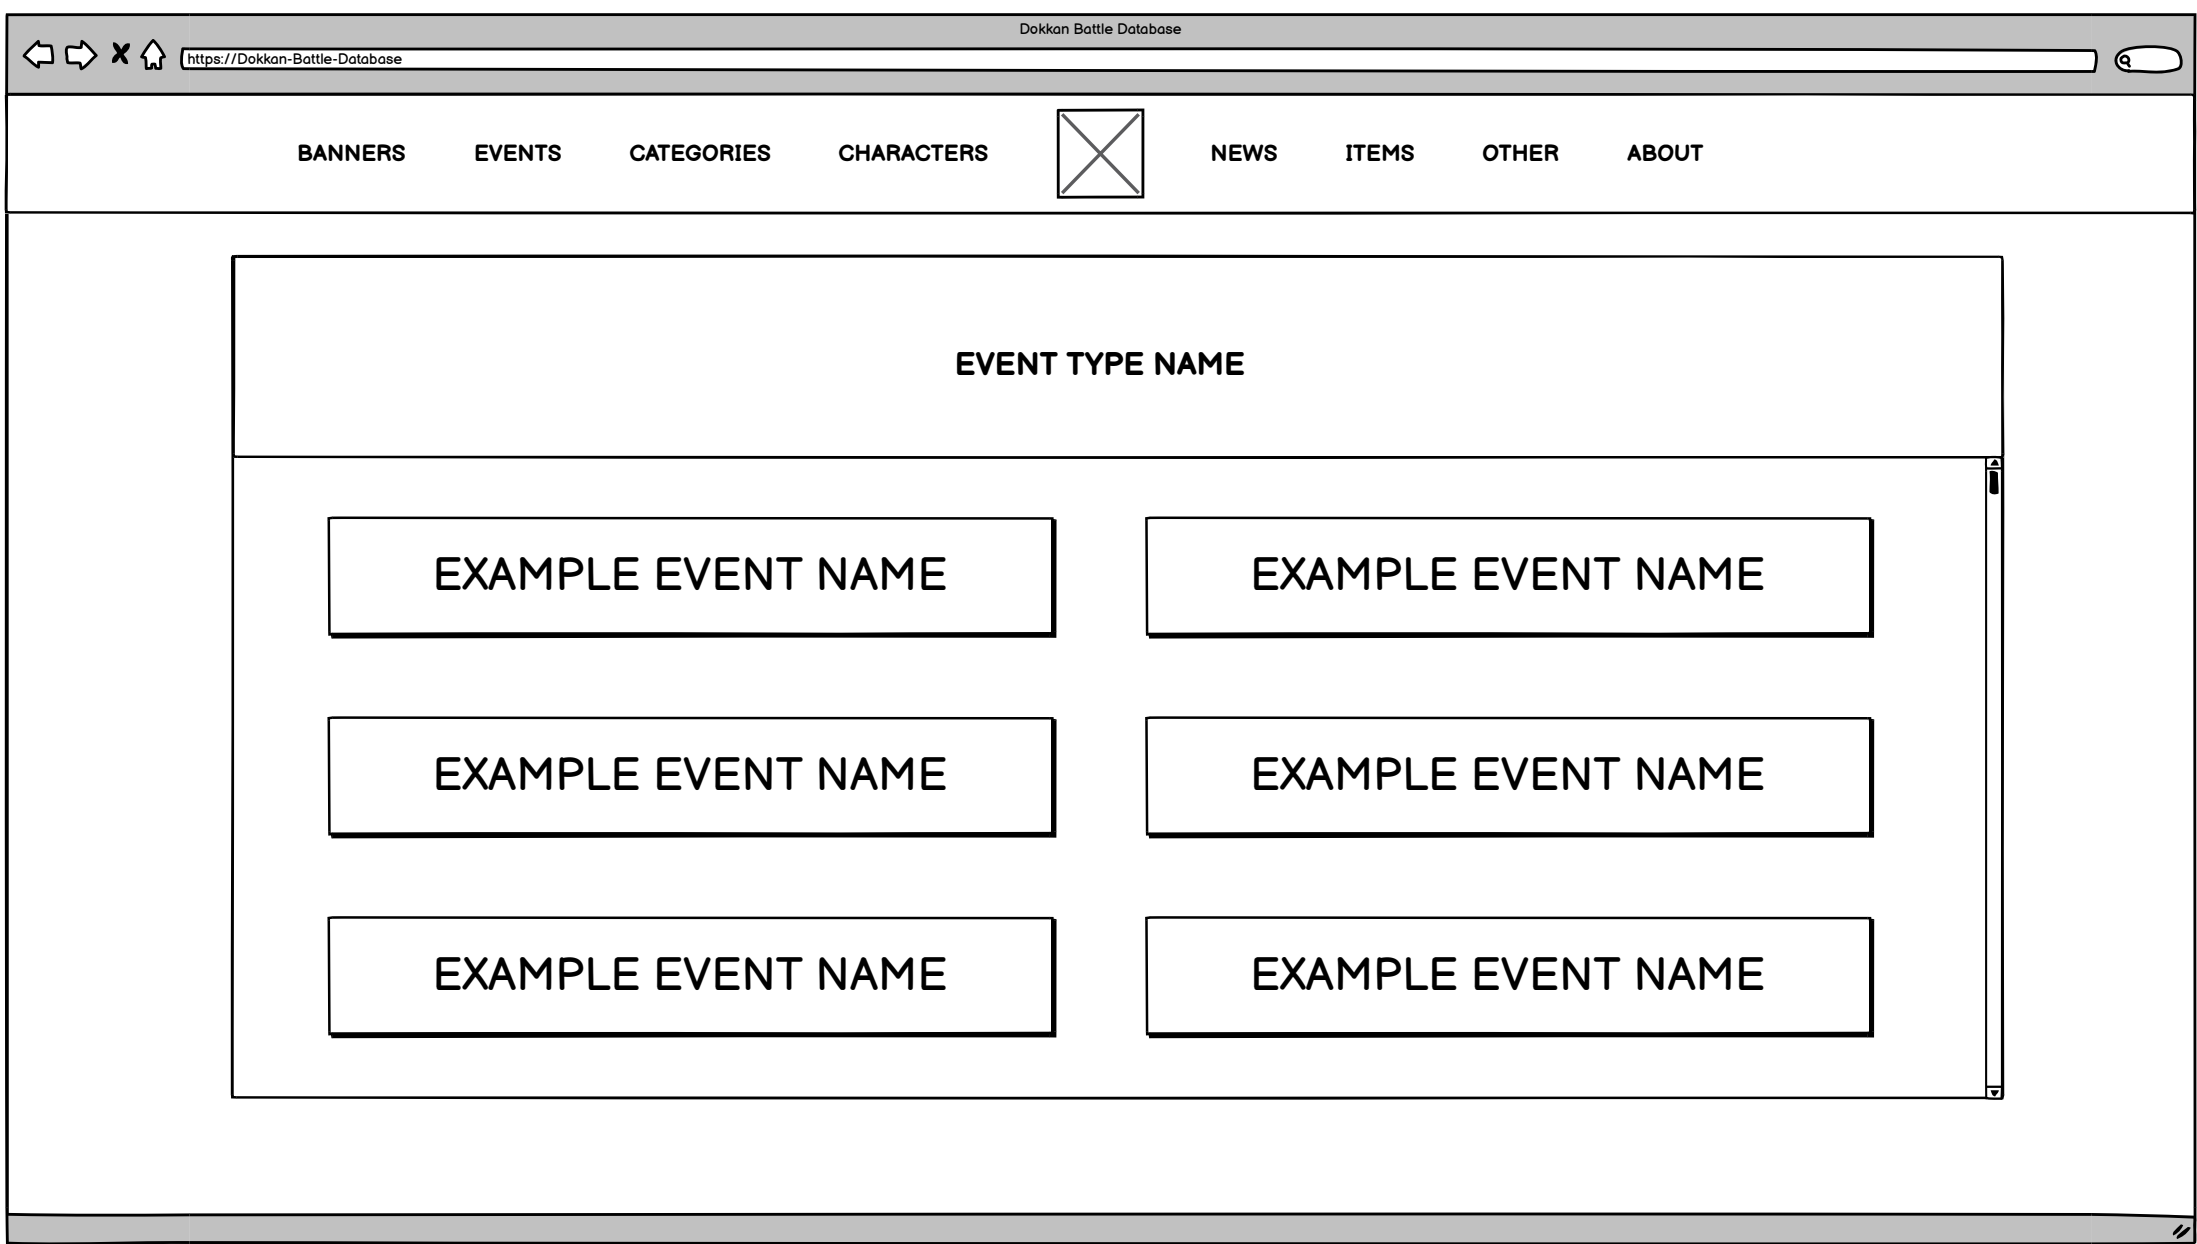 Dokkan Battle Database
https://Dokkan-Battle-Database
BANNERS EVENTS CATEGORIES CHARACTERS NEWS ITEMS OTHER ABOUT
EVENT TYPE NAME
EXAMPLE EVENT NAME EXAMPLE EVENT NAME
EXAMPLE EVENT NAME EXAMPLE EVENT NAME
EXAMPLE EVENT NAME EXAMPLE EVENT NAME